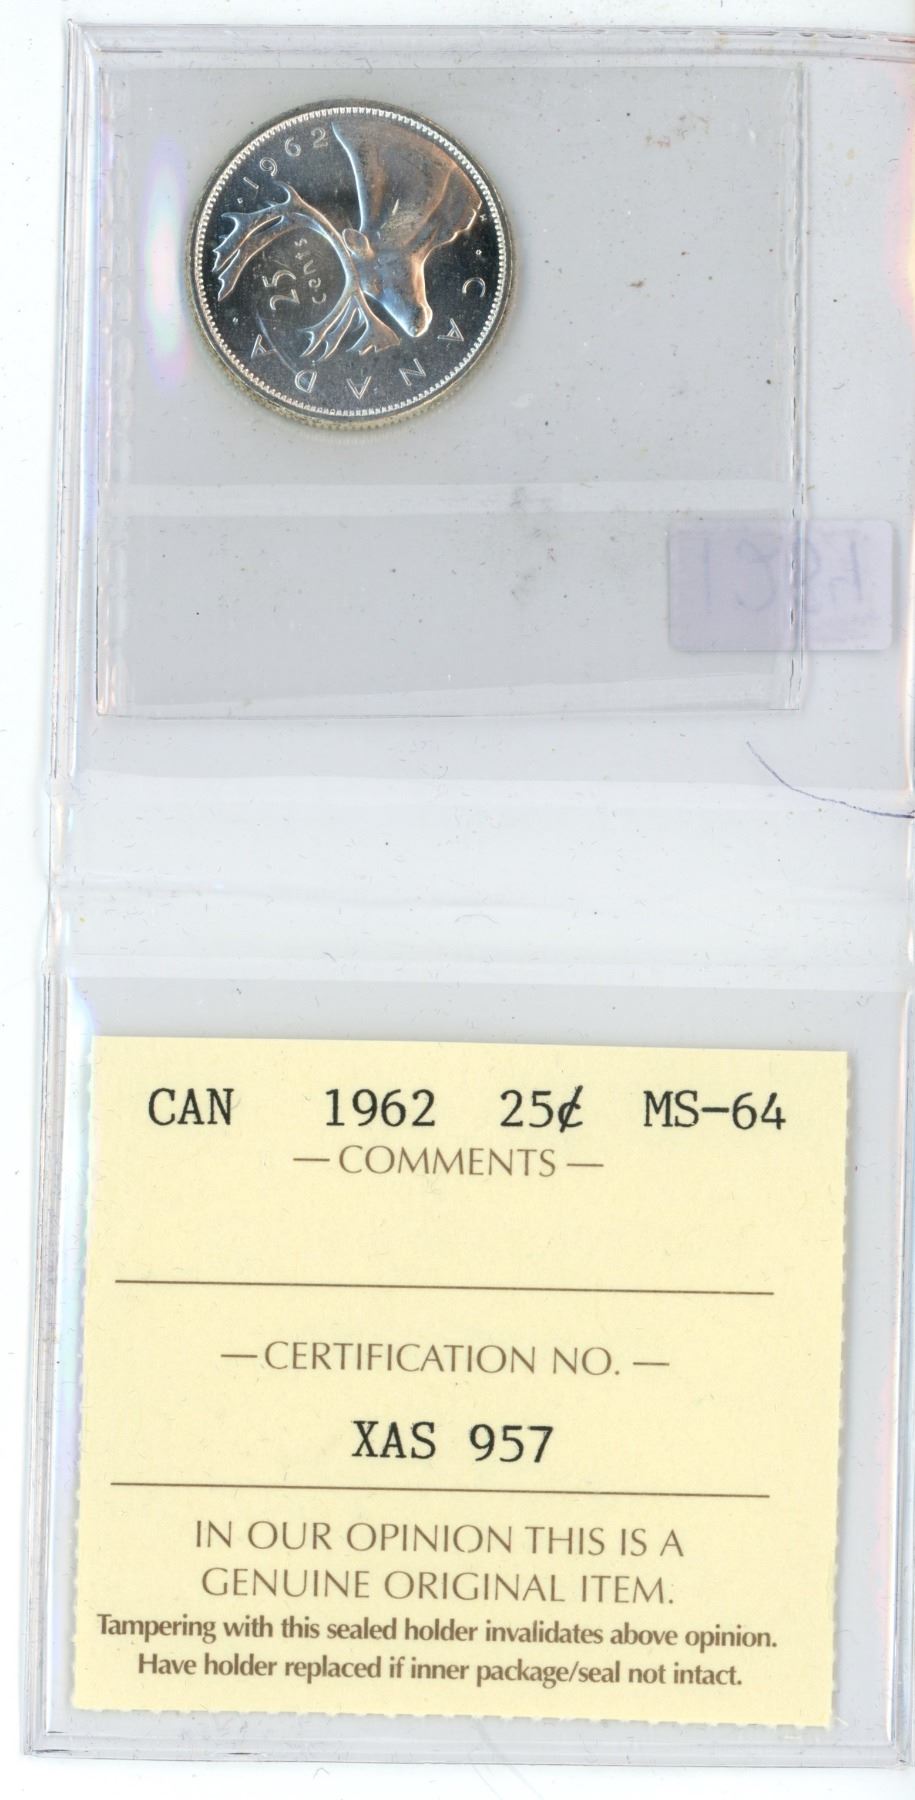 1962
25
cents
CANADA
H
CAN 1962 25¢ MS-64
— COMMENTS —
— CERTIFICATION NO. —
XAS 957
IN OUR OPINION THIS IS A
GENUINE ORIGINAL ITEM.
Tampering with this sealed holder invalidates above opinion.
Have holder replaced if inner package/seal not intact.